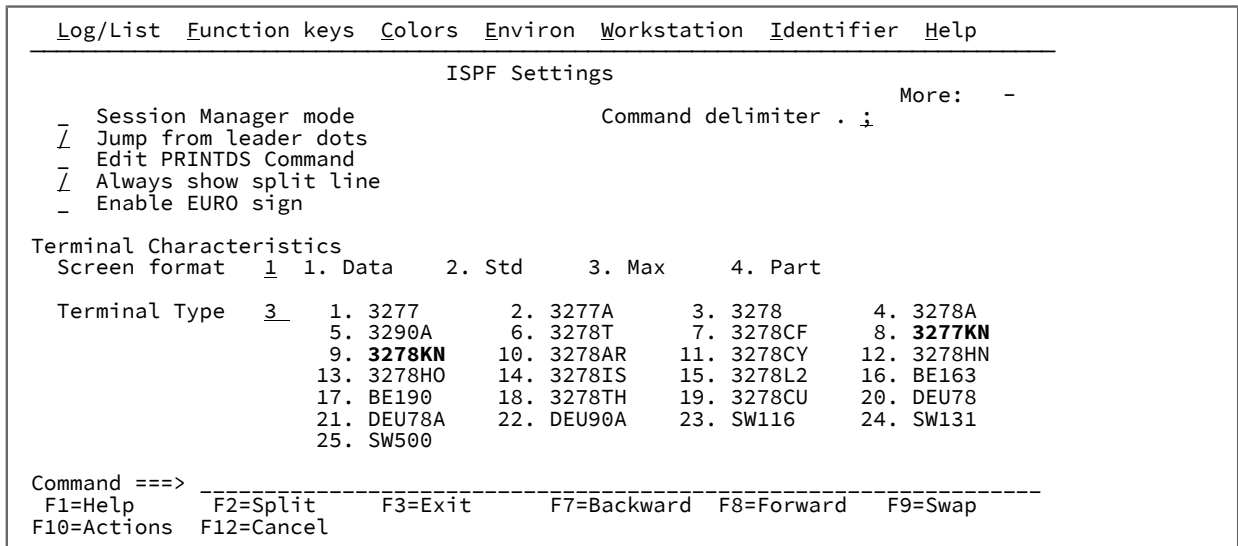 Log/List  Function keys  Colors  Environ  Workstation  Identifier  Help
ISPF Settings
More:   -
_  Session Manager mode                   Command delimiter . ;
/  Jump from leader dots
_  Edit PRINTDS Command
/  Always show split line
_  Enable EURO sign
Terminal Characteristics
Screen format   1  1. Data    2. Std     3. Max     4. Part
Terminal Type   3    1. 3277       2. 3277A      3. 3278       4. 3278A
5. 3290A      6. 3278T      7. 3278CF     8. 3277KN
9. 3278KN    10. 3278AR    11. 3278CY    12. 3278HN
13. 3278HO    14. 3278IS    15. 3278L2    16. BE163
17. BE190     18. 3278TH    19. 3278CU    20. DEU78
21. DEU78A    22. DEU90A    23. SW116     24. SW131
25. SW500
Command ===> _________________________________________________________________
F1=Help      F2=Split     F3=Exit      F7=Backward  F8=Forward   F9=Swap
F10=Actions  F12=Cancel